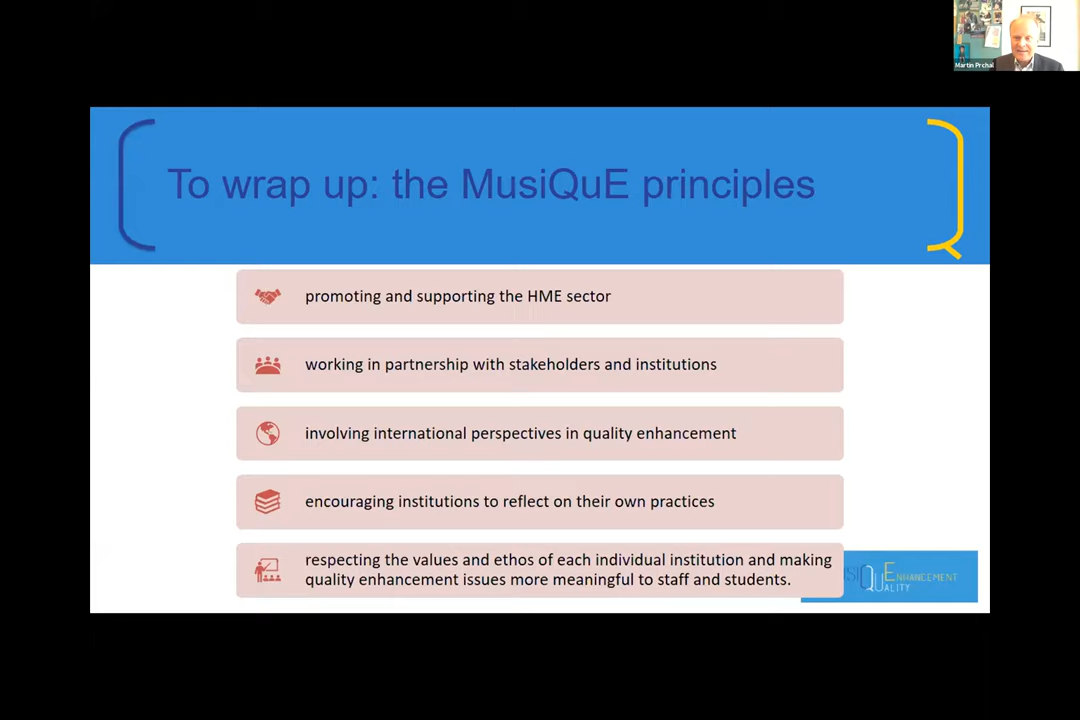 Martin Prchal
To wrap up: the MusiQuE principles
promoting and supporting the HME sector
working in partnership with stakeholders and institutions
involving international perspectives in quality enhancement
encouraging institutions to reflect on their own practices
respecting the values and ethos of each individual institution and making
quality enhancement issues more meaningful to staff and students.
ENHANCEMENT
QUALITY